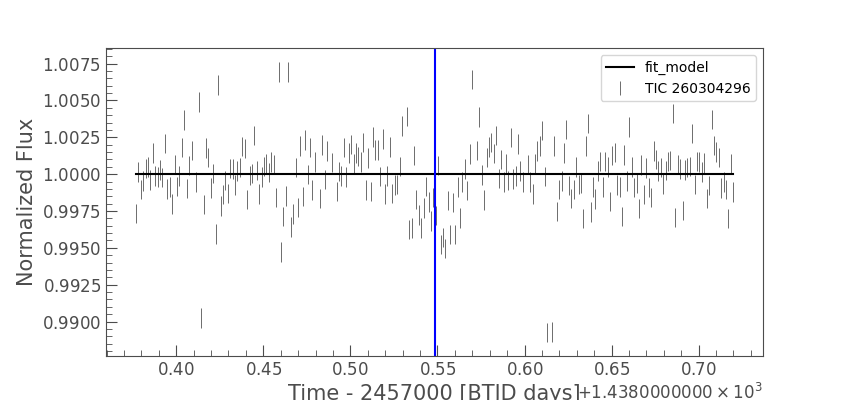 1.0075
1.0050
1.0025
1.0000
0.9975
0.9950
0.9925
0.9900
Normalized Flux
fit_model
TIC 260304296
0.40 0.45 0.50 0.55 0.60 0.65 0.70
Time - 2457000 [BTJD days]
+1.4380000000 × 10³